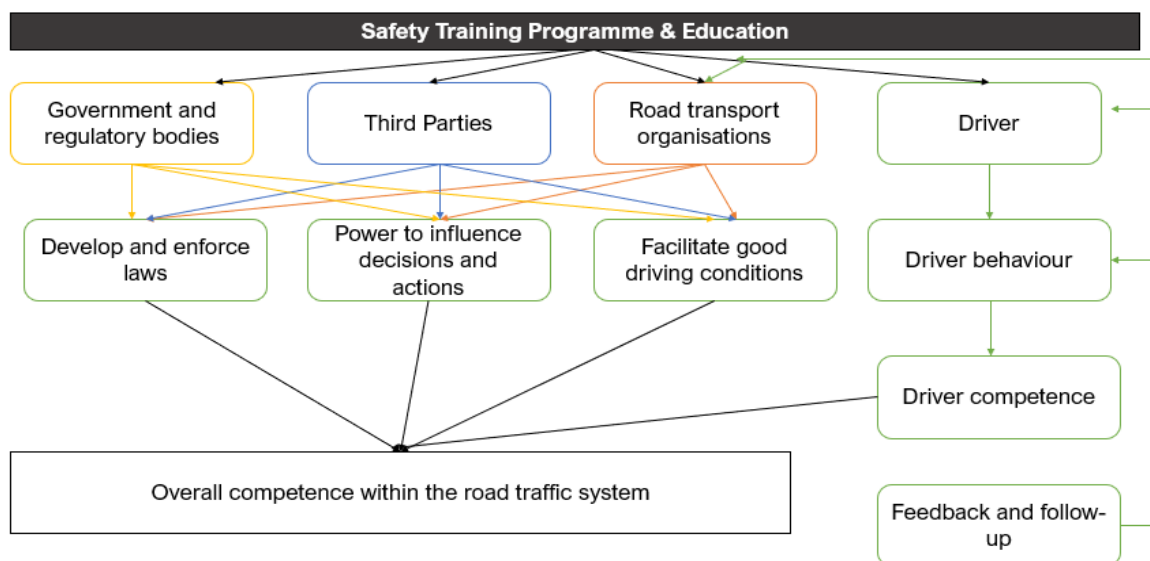 Safety Training Programme & Education
Government and
regulatory bodies
Third Parties
Road transport
organisations
Driver
Develop and enforce
laws
Power to influence
decisions and
actions
Facilitate good
driving conditions
Driver behaviour
Driver competence
Overall competence within the road traffic system
Feedback and follow-
up